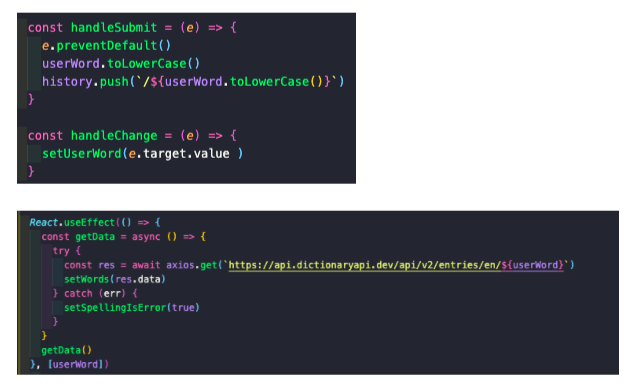 const handleSubmit = (e) => {
e.preventDefault()
userWord.toLowerCase()
history.push(`/${userWord.toLowerCase()}`)
}
const handleChange = (e) => {
setUserWord(e.target.value )
}
React.useEffect(() => {
const getData = async () => {
try {
const res = await axios.get(`https://api.dictionaryapi.dev/api/v2/entries/en/${userWord}`)
setWords(res.data)
} catch (err) {
setSpellingIsError(true)
}
}
getData()
}, [userWord])